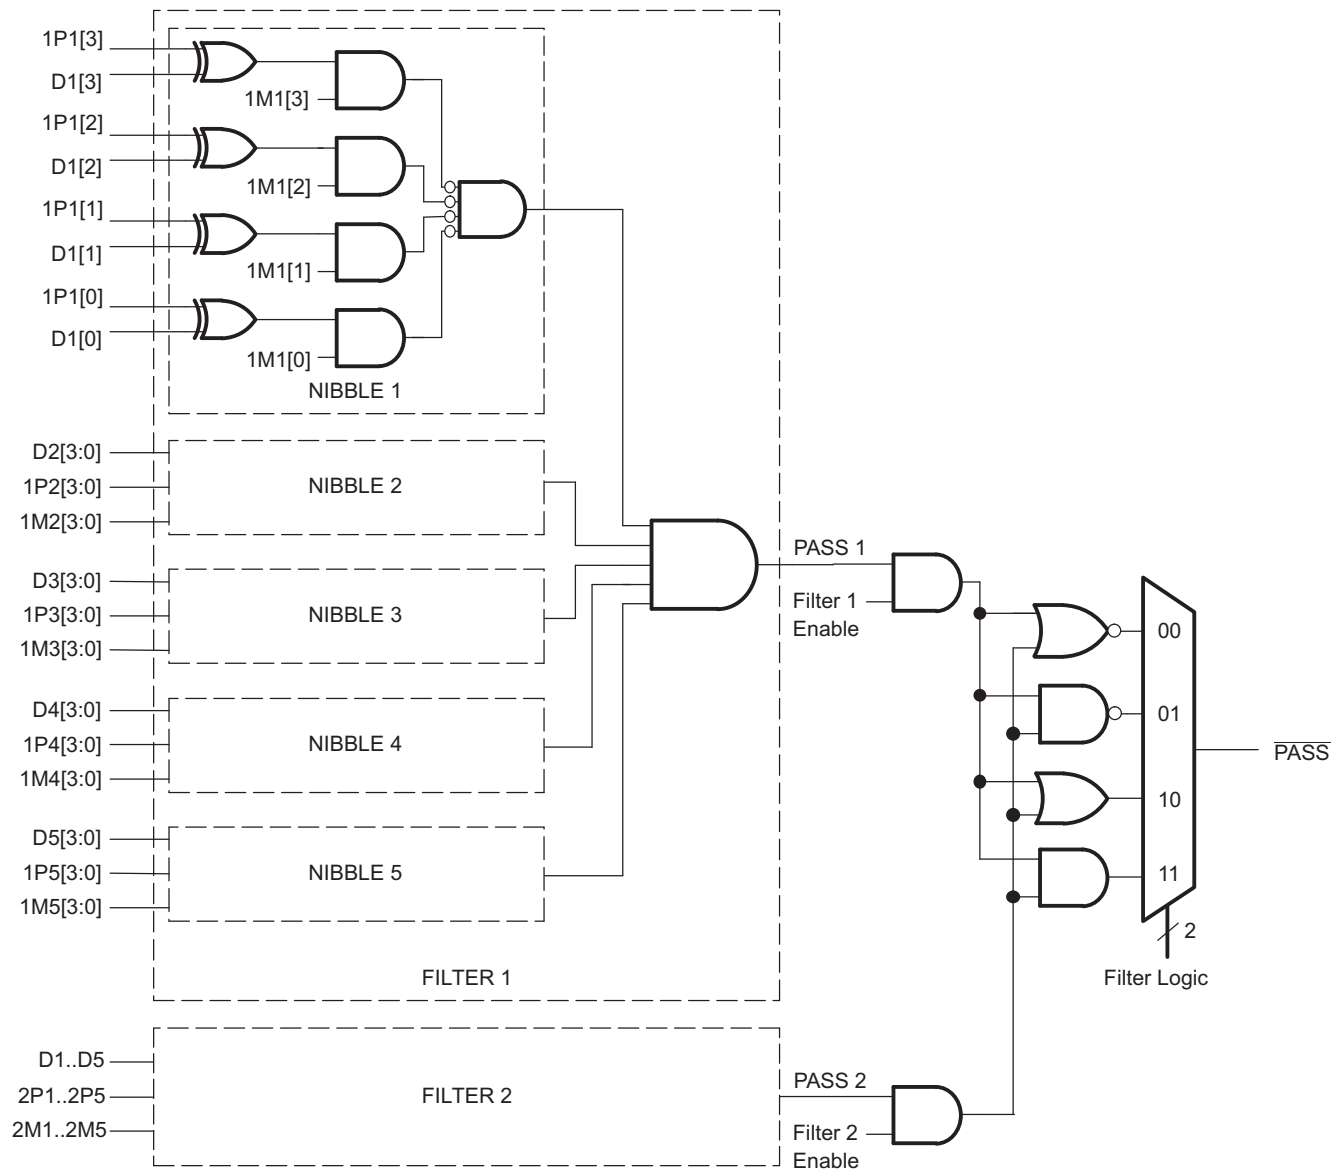 1P1[3]
D1[3]
1M1[3]
1P1[2]
D1[2]
1M1[2]
1P1[1]
D1[1]
1M1[1]
1P1[0]
D1[0]
1M1[0]
NIBBLE 1
D2[3:0]
1P2[3:0]
1M2[3:0]
NIBBLE 2
D3[3:0]
1P3[3:0]
1M3[3:0]
NIBBLE 3
D4[3:0]
1P4[3:0]
1M4[3:0]
NIBBLE 4
D5[3:0]
1P5[3:0]
1M5[3:0]
NIBBLE 5
FILTER 1
PASS 1
Filter 1
Enable
00
01
10
11
PASS
2
Filter Logic
D1..D5
2P1..2P5
2M1..2M5
FILTER 2
PASS 2
Filter 2
Enable